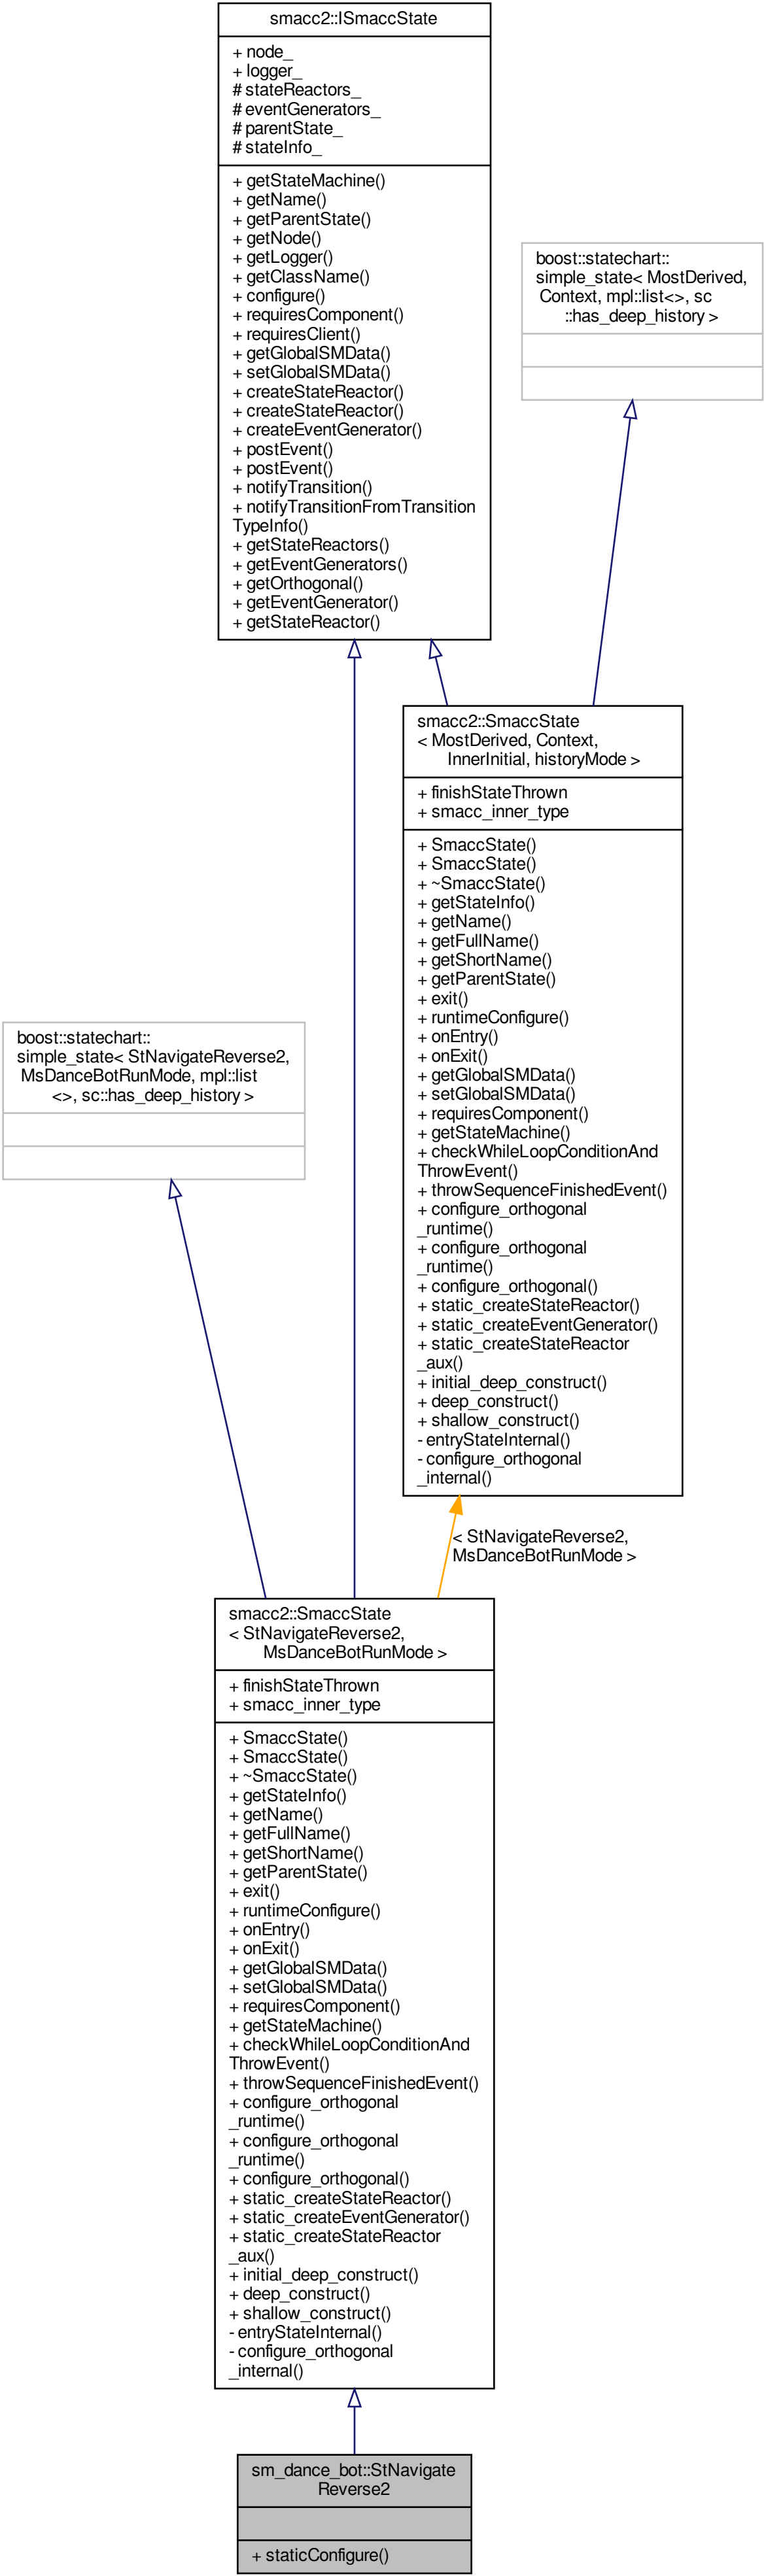 smacc2::ISmaccState
+ node_
+ logger_
# stateReactors_
# eventGenerators_
# parentState_
# stateInfo_
+ getStateMachine()
+ getName()
+ getParentState()
+ getNode()
+ getLogger()
+ getClassName()
+ configure()
+ requiresComponent()
+ requiresClient()
+ getGlobalSMData()
+ setGlobalSMData()
+ createStateReactor()
+ createStateReactor()
+ createEventGenerator()
+ postEvent()
+ postEvent()
+ notifyTransition()
+ notifyTransitionFromTransition
TypeInfo()
+ getStateReactors()
+ getEventGenerators()
+ getOrthogonal()
+ getEventGenerator()
+ getStateReactor()
boost::statechart::
simple_state< MostDerived,
Context, mpl::list<>, sc
::has_deep_history >
smacc2::SmaccState
< MostDerived, Context,
InnerInitial, historyMode >
+ finishStateThrown
+ smacc_inner_type
+ SmaccState()
+ SmaccState()
+ ~SmaccState()
+ getStateInfo()
+ getName()
+ getFullName()
+ getShortName()
+ getParentState()
+ exit()
+ runtimeConfigure()
+ onEntry()
+ onExit()
+ getGlobalSMData()
+ setGlobalSMData()
+ requiresComponent()
+ getStateMachine()
+ checkWhileLoopConditionAnd
ThrowEvent()
+ throwSequenceFinishedEvent()
+ configure_orthogonal
_runtime()
+ configure_orthogonal
_runtime()
+ configure_orthogonal()
+ static_createStateReactor()
+ static_createEventGenerator()
+ static_createStateReactor
_aux()
+ initial_deep_construct()
+ deep_construct()
+ shallow_construct()
- entryStateInternal()
- configure_orthogonal
_internal()
boost::statechart::
simple_state< StNavigateReverse2,
MsDanceBotRunMode, mpl::list
<>, sc::has_deep_history >
< StNavigateReverse2,
MsDanceBotRunMode >
smacc2::SmaccState
< StNavigateReverse2,
MsDanceBotRunMode >
+ finishStateThrown
+ smacc_inner_type
+ SmaccState()
+ SmaccState()
+ ~SmaccState()
+ getStateInfo()
+ getName()
+ getFullName()
+ getShortName()
+ getParentState()
+ exit()
+ runtimeConfigure()
+ onEntry()
+ onExit()
+ getGlobalSMData()
+ setGlobalSMData()
+ requiresComponent()
+ getStateMachine()
+ checkWhileLoopConditionAnd
ThrowEvent()
+ throwSequenceFinishedEvent()
+ configure_orthogonal
_runtime()
+ configure_orthogonal
_runtime()
+ configure_orthogonal()
+ static_createStateReactor()
+ static_createEventGenerator()
+ static_createStateReactor
_aux()
+ initial_deep_construct()
+ deep_construct()
+ shallow_construct()
- entryStateInternal()
- configure_orthogonal
_internal()
sm_dance_bot::StNavigate
Reverse2
+ staticConfigure()